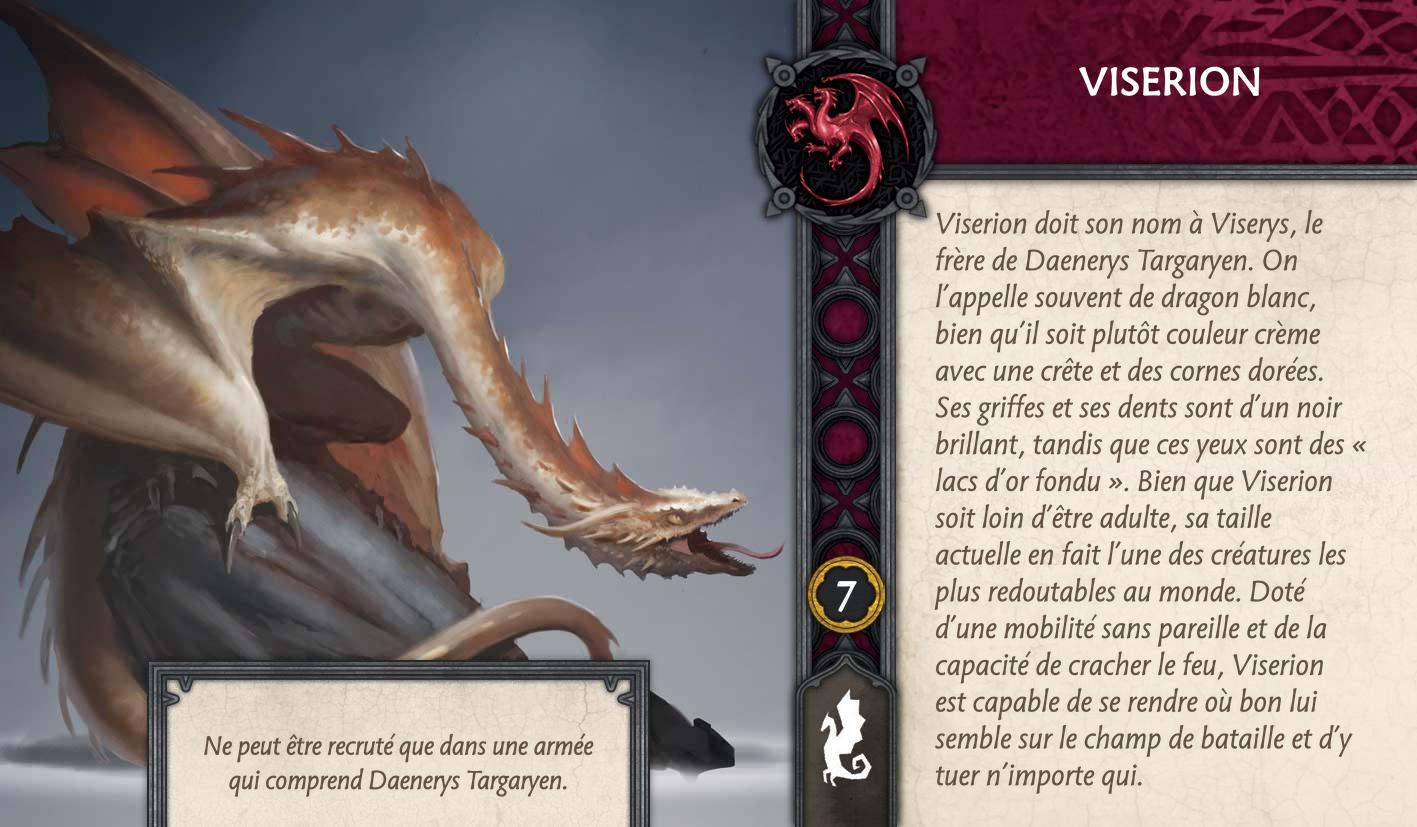 VISERION
Viserion doit son nom à Viserys, le
frère de Daenerys Targaryen. On
l'appelle souvent de dragon blanc,
bien qu'il soit plutôt couleur crème
avec une crête et des cornes dorées.
Ses griffes et ses dents sont d'un noir
brillant, tandis que ces yeux sont des «
lacs d'or fondu ». Bien que Viserion
soit loin d'être adulte, sa taille
actuelle en fait l'une des créatures les
plus redoutables au monde. Doté
d'une mobilité sans pareille et de la
capacité de cracher le feu, Viserion
est capable de se rendre où bon lui
semble sur le champ de bataille et d'y
tuer n'importe qui.
7
Ne peut être recruté que dans une armée
qui comprend Daenerys Targaryen.